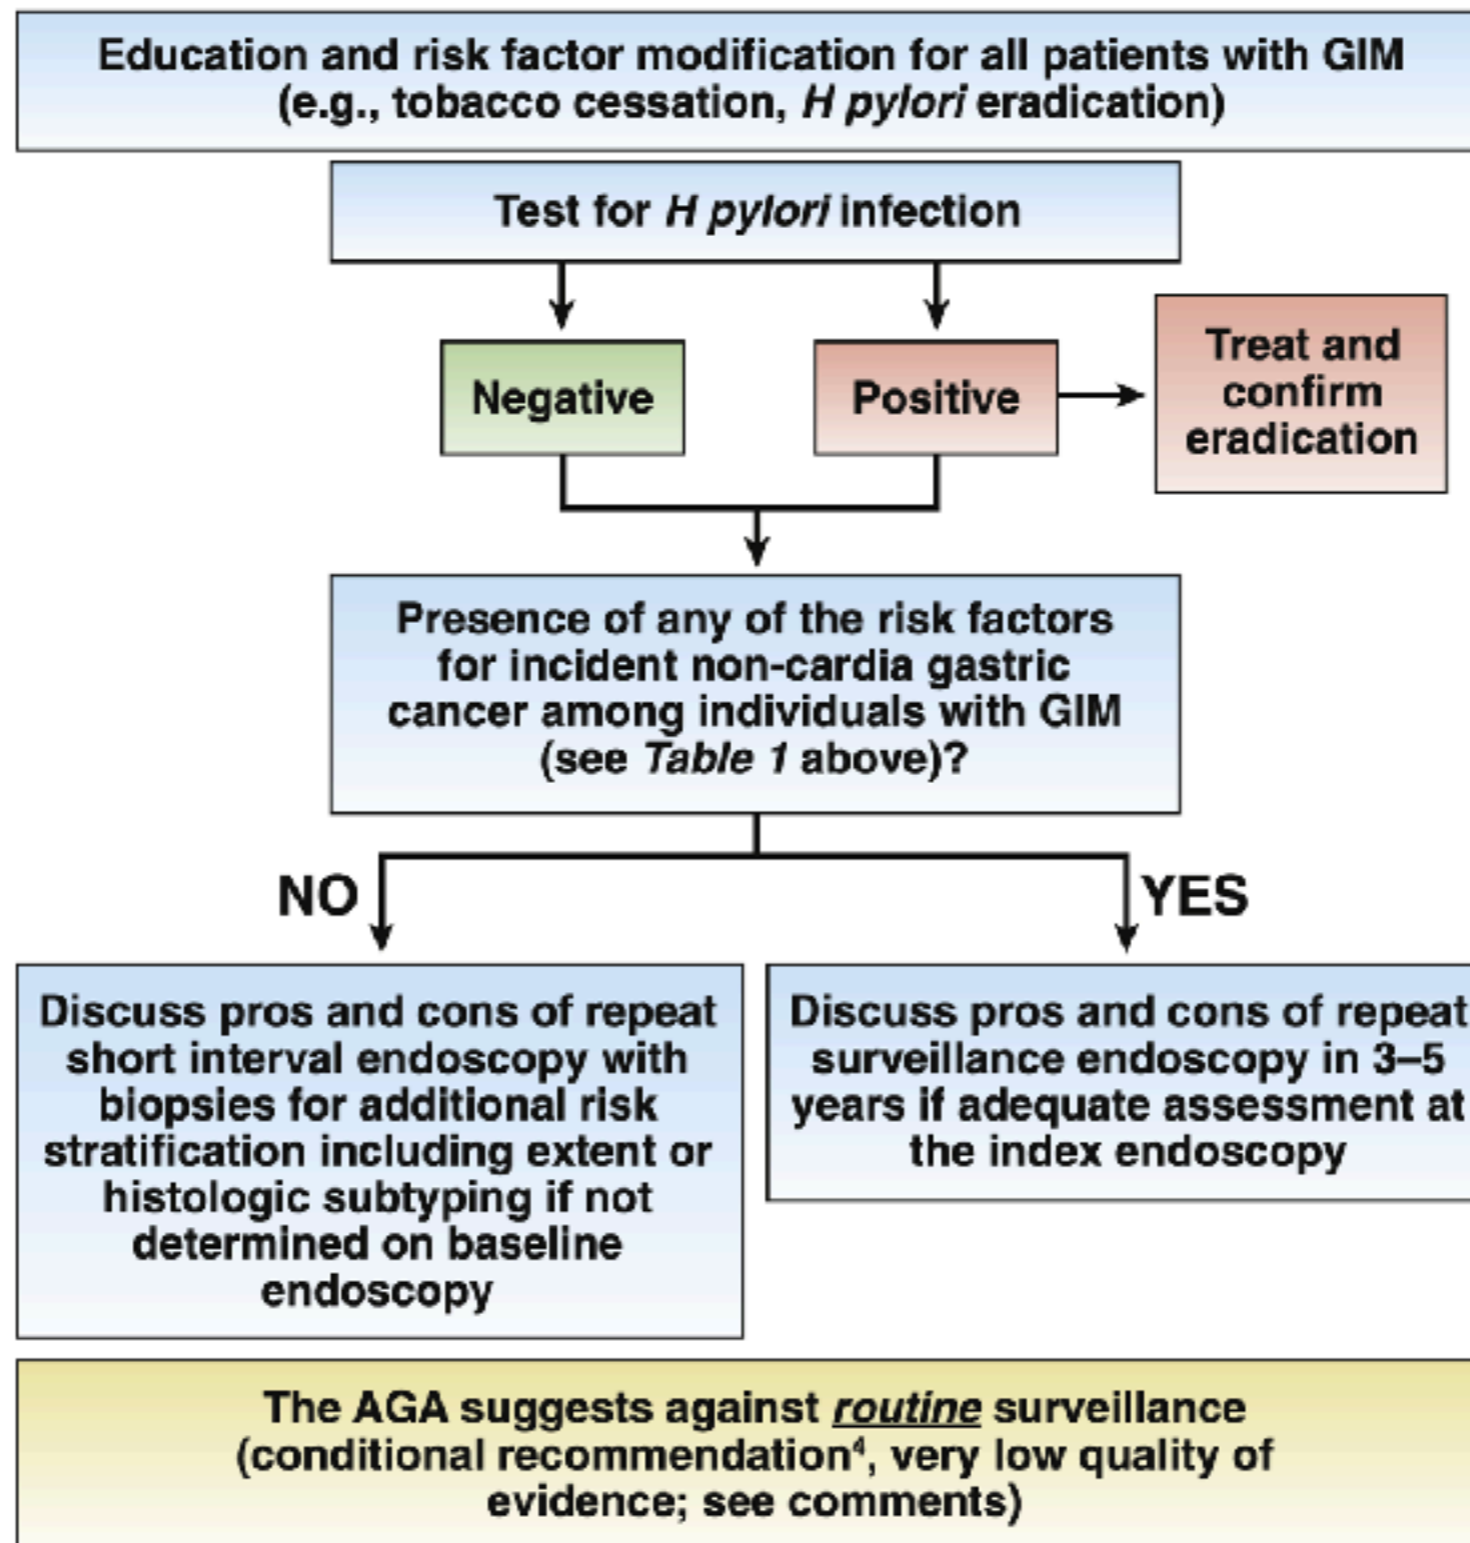 Education and risk factor modification for all patients with GIM
(e.g., tobacco cessation, H pylori eradication)
Test for H pylori infection
Negative
Positive
Treat and
confirm
eradication
Presence of any of the risk factors
for incident non-cardia gastric
cancer among individuals with GIM
(see Table 1 above)?
NO
YES
Discuss pros and cons of repeat
short interval endoscopy with
biopsies for additional risk
stratification including extent or
histologic subtyping if not
determined on baseline
endoscopy
Discuss pros and cons of repeat
surveillance endoscopy in 3–5
years if adequate assessment at
the index endoscopy
The AGA suggests against routine surveillance
(conditional recommendation⁴, very low quality of
evidence; see comments)